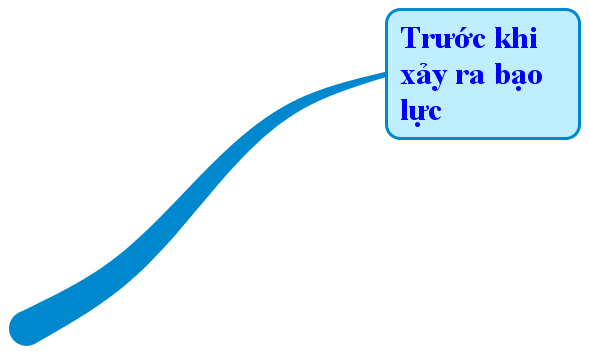 Trước khi
xảy ra bạo
lực